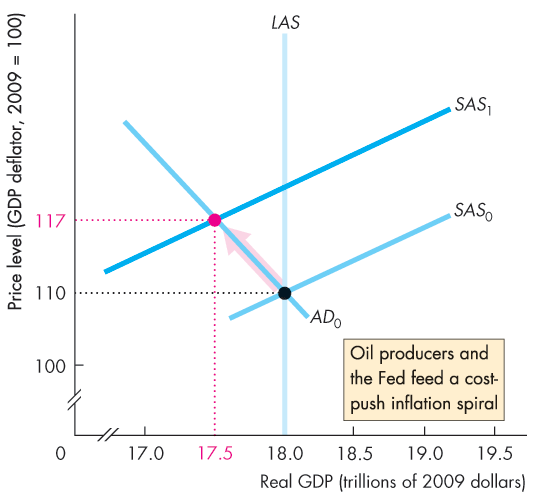 LAS
SAS1
SAS0
AD0
Price level (GDP deflator, 2009 = 100)
117
110
100
0
17.0
17.5
18.0
18.5
19.0
19.5
Real GDP (trillions of 2009 dollars)
Oil producers and
the Fed feed a cost-
push inflation spiral